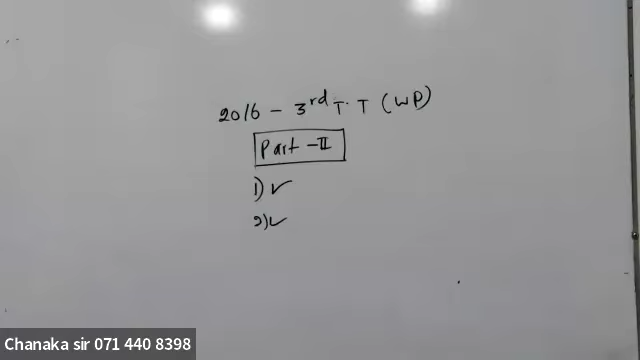 2016 - 3rd T. T (WP)
Part - II
1) ✓
2) ✓
Chanaka sir 071 440 8398